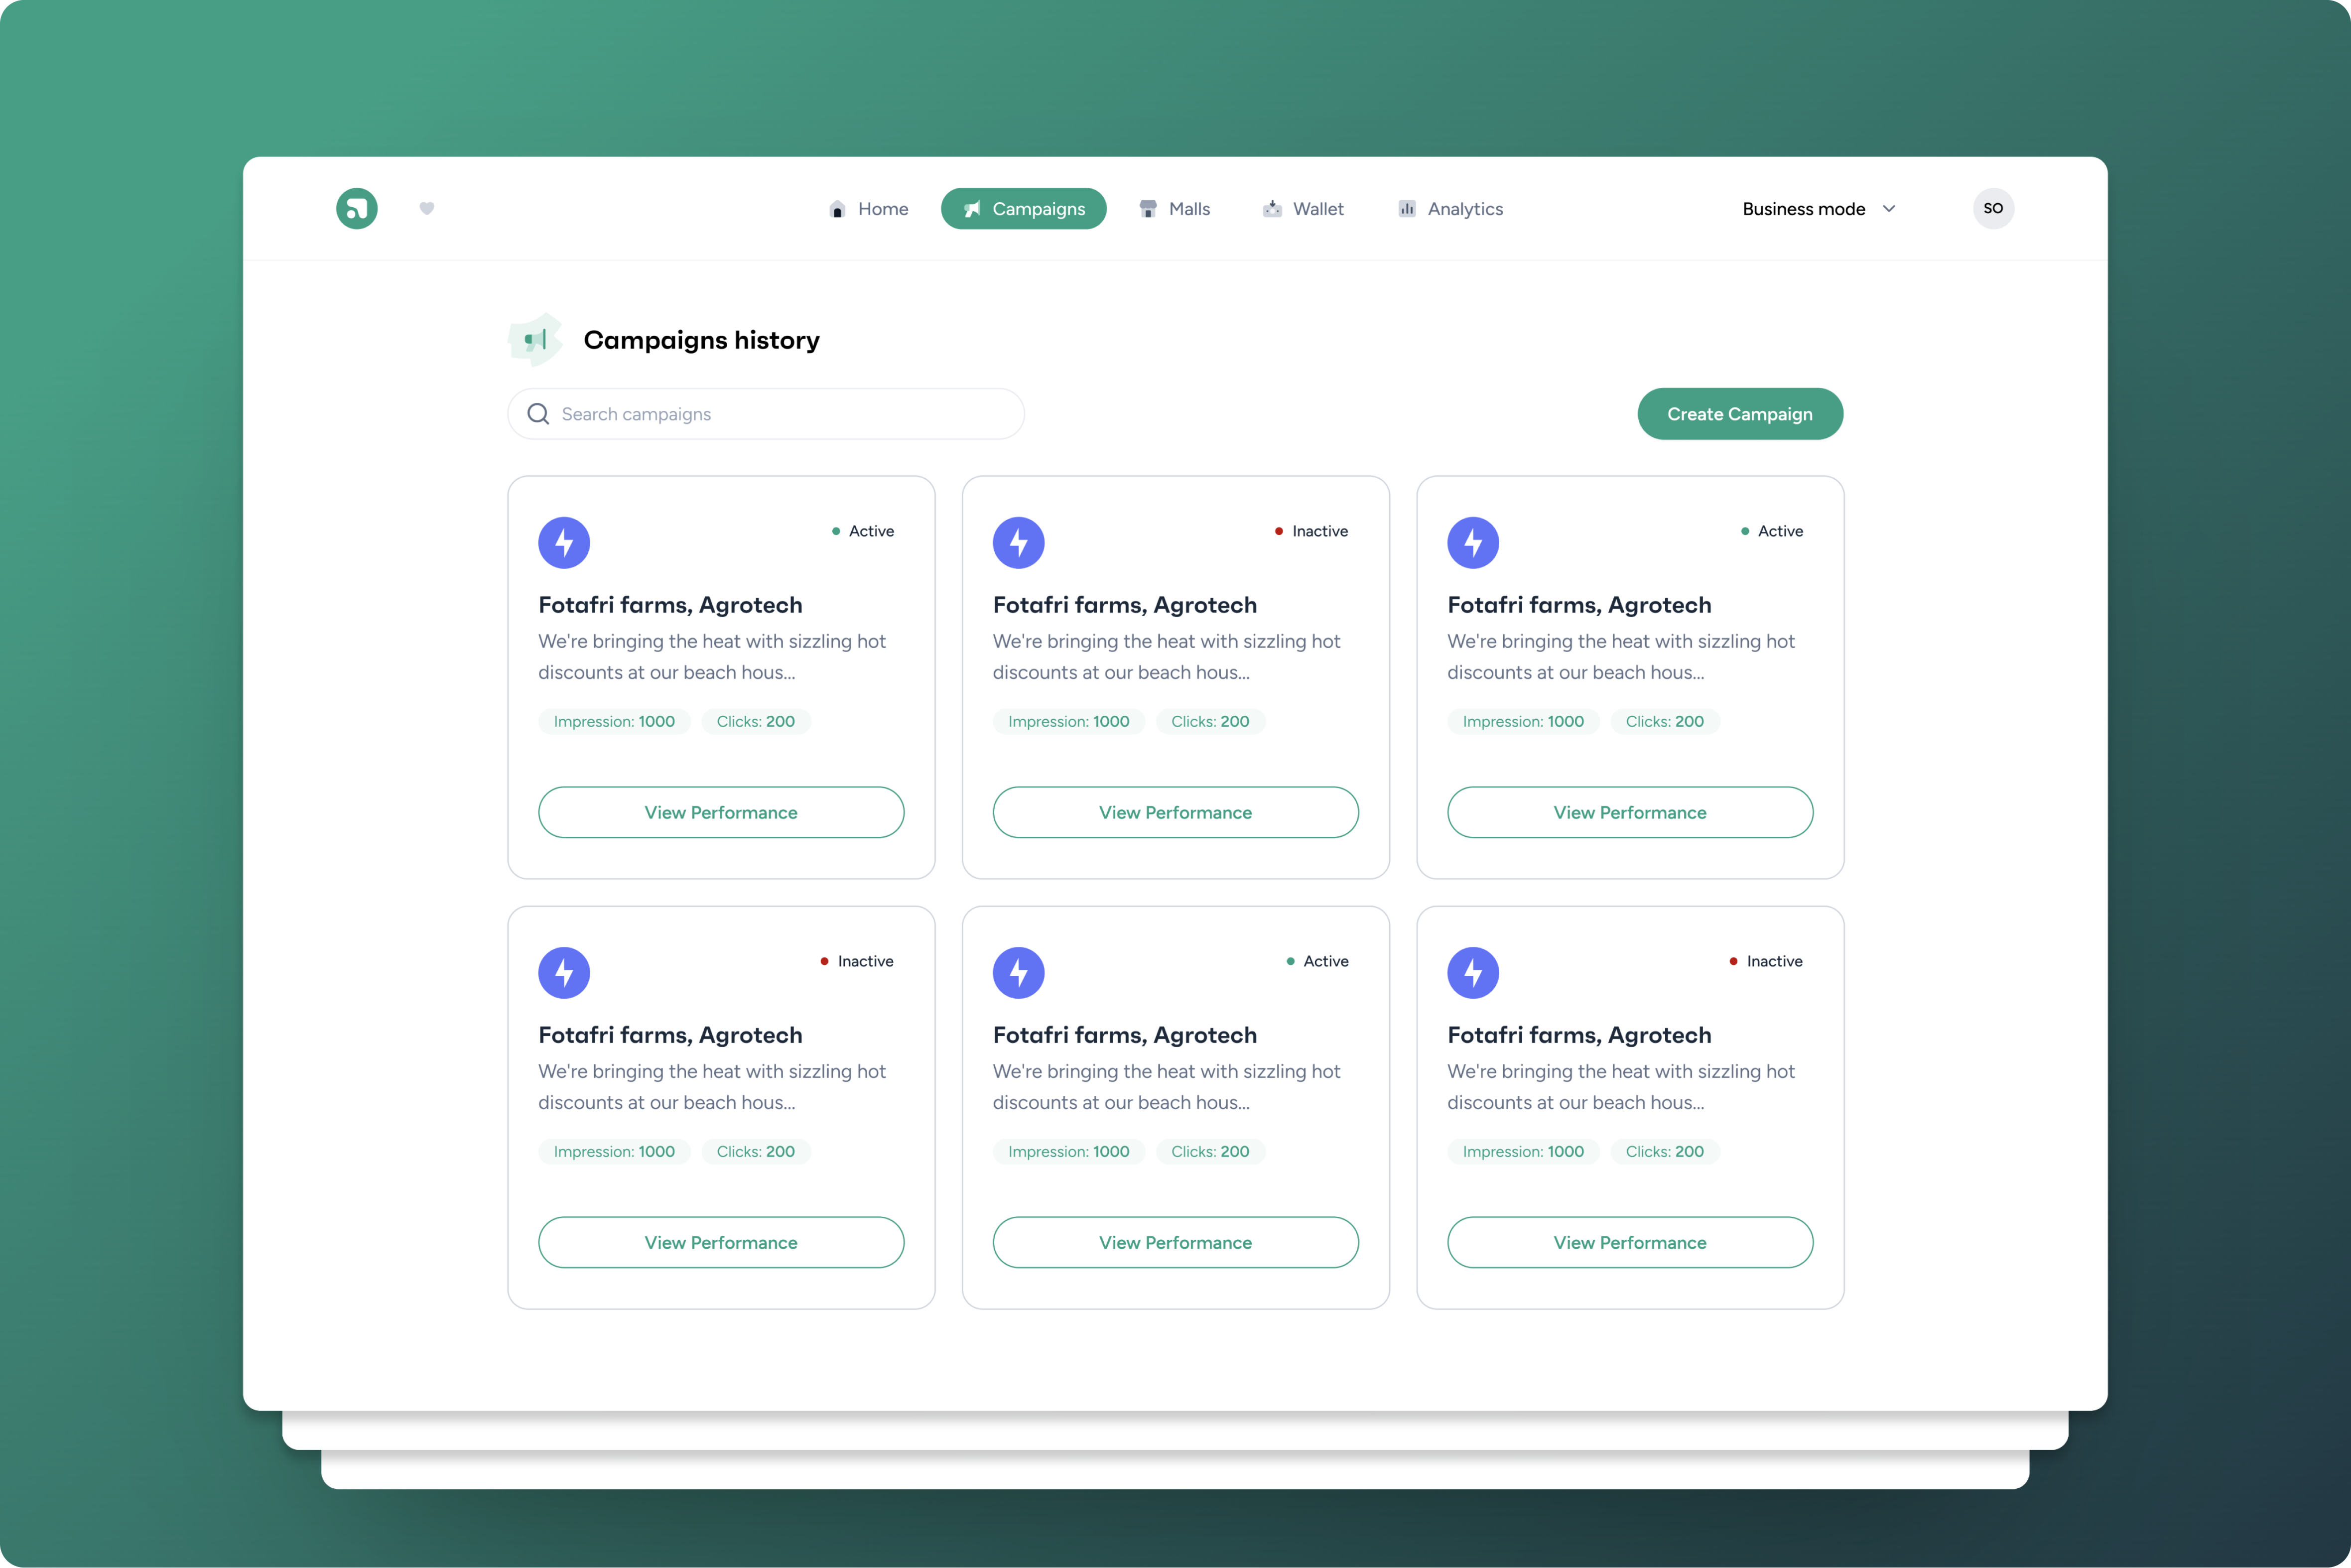 Home
Campaigns
Malls
Wallet
Analytics
Business mode
SO
Campaigns history
Search campaigns
Create Campaign
Active
Fotafri farms, Agrotech
We're bringing the heat with sizzling hot
discounts at our beach hous...
Impression: 1000
Clicks: 200
View Performance
Inactive
Fotafri farms, Agrotech
We're bringing the heat with sizzling hot
discounts at our beach hous...
Impression: 1000
Clicks: 200
View Performance
Active
Fotafri farms, Agrotech
We're bringing the heat with sizzling hot
discounts at our beach hous...
Impression: 1000
Clicks: 200
View Performance
Inactive
Fotafri farms, Agrotech
We're bringing the heat with sizzling hot
discounts at our beach hous...
Impression: 1000
Clicks: 200
View Performance
Active
Fotafri farms, Agrotech
We're bringing the heat with sizzling hot
discounts at our beach hous...
Impression: 1000
Clicks: 200
View Performance
Inactive
Fotafri farms, Agrotech
We're bringing the heat with sizzling hot
discounts at our beach hous...
Impression: 1000
Clicks: 200
View Performance